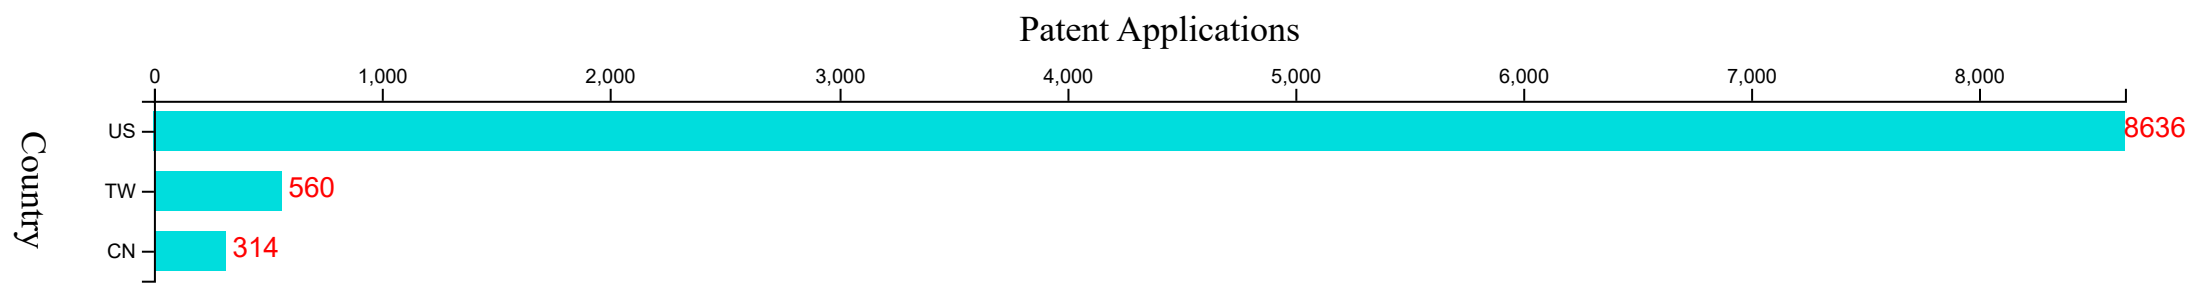 Patent Applications
0 1,000 2,000 3,000 4,000 5,000 6,000 7,000 8,000
Country
US 8636
TW 560
CN 314